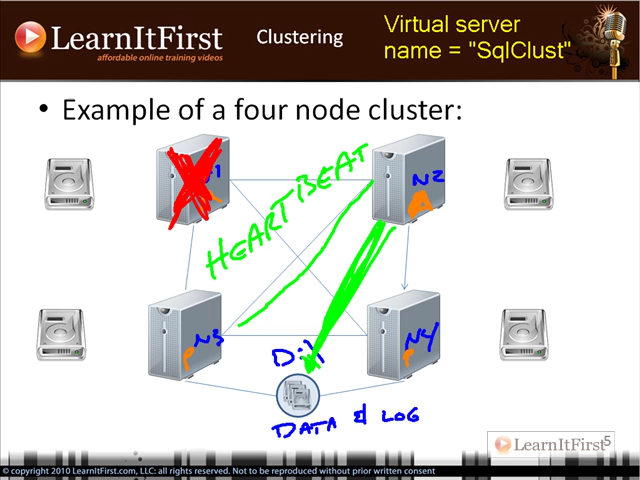 LearnItFirst
affordable online training videos
Clustering
Virtual server
name = "SqlClust"
• Example of a four node cluster:
HEARTBEAT
N2
A
N3
P
N4
P
D:\
DATA & LOG
5
LearnItFirst
© copyright 2010 LearnItFirst.com, LLC: all rights reserved. Not to be reproduced without prior written consent